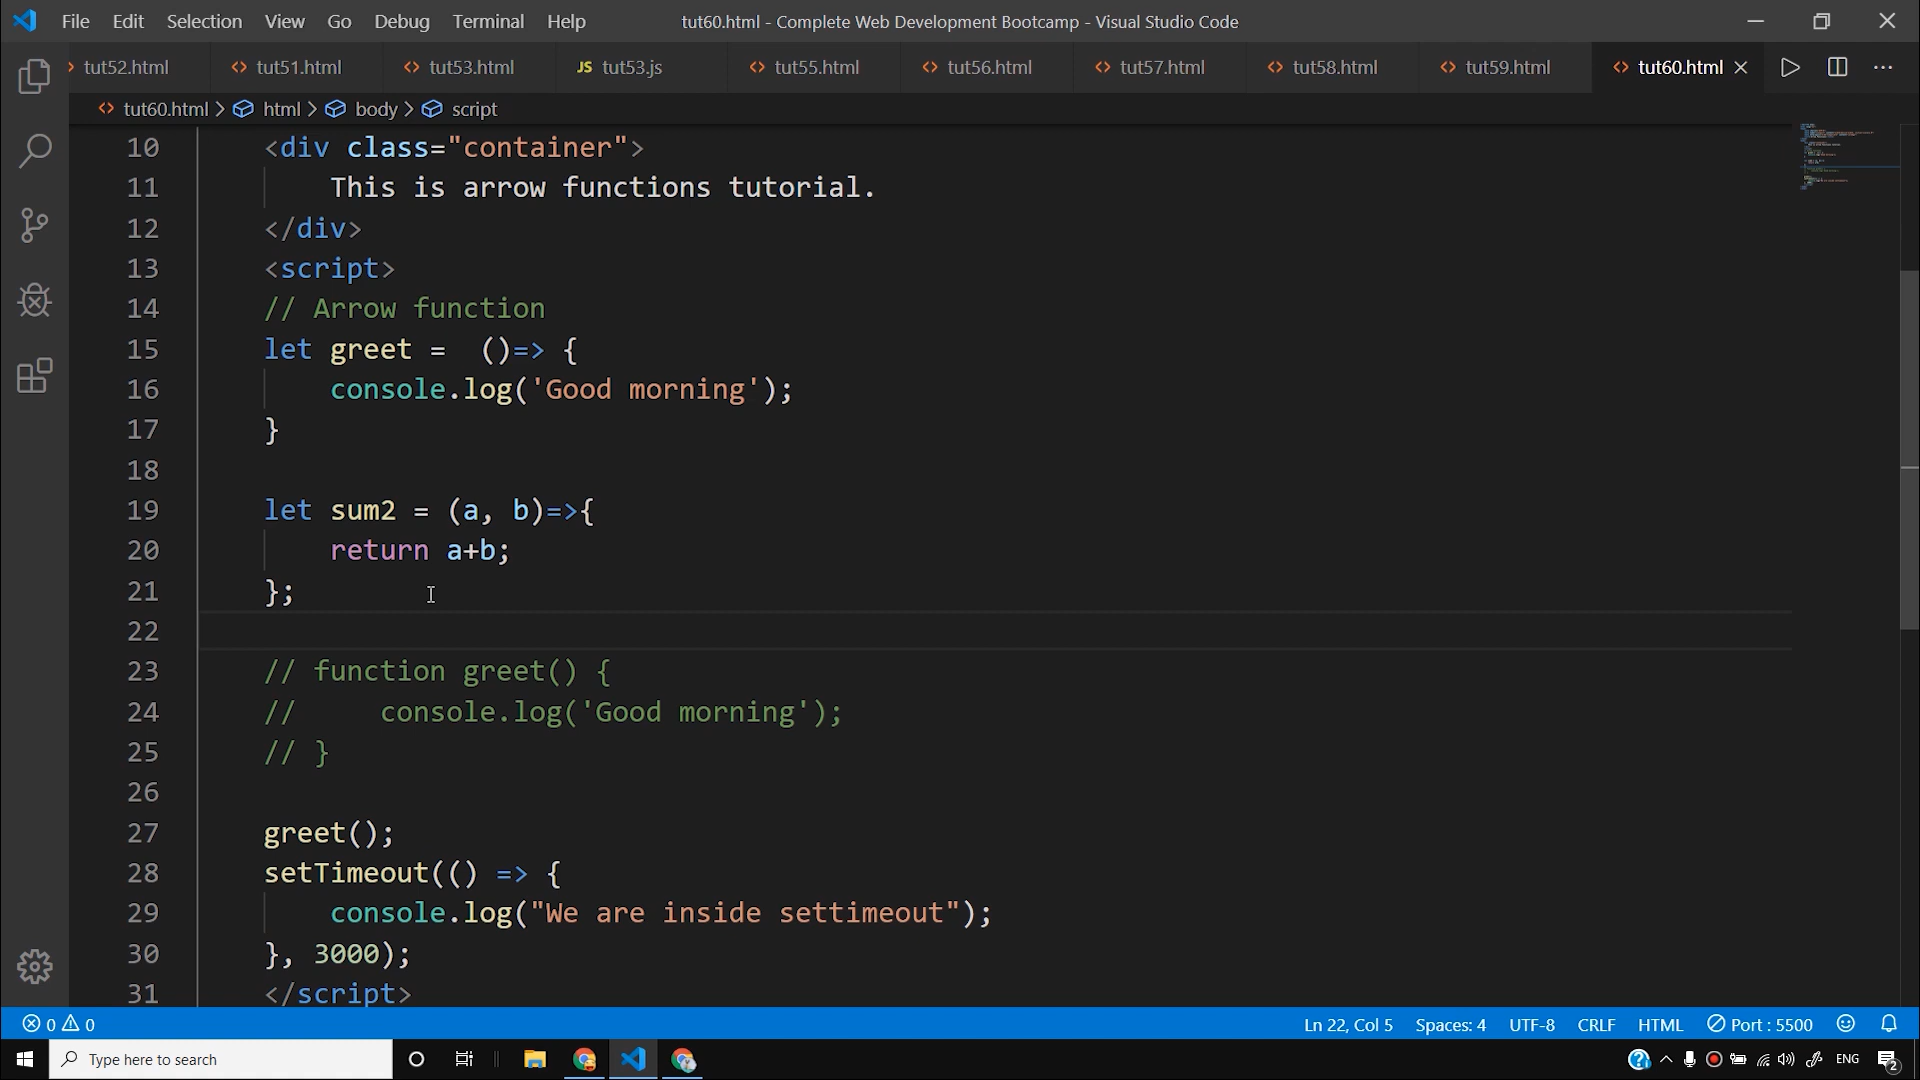 File Edit Selection View Go Debug Terminal Help tut60.html - Complete Web Development Bootcamp - Visual Studio Code
tut52.html tut51.html tut53.html JS tut53.js tut55.html tut56.html tut57.html tut58.html tut59.html tut60.html
tut60.html > html > body > script
10 <div class="container">
11 This is arrow functions tutorial.
12 </div>
13 <script>
14 // Arrow function
15 let greet =  ()=> {
16 console.log('Good morning');
17 }
18
19 let sum2 = (a, b)=>{
20 return a+b;
21 };
22
23 // function greet() {
24 //     console.log('Good morning');
25 // }
26
27 greet();
28 setTimeout(() => {
29 console.log("We are inside settimeout");
30 }, 3000);
31 </script>
0 0 Ln 22, Col 5 Spaces: 4 UTF-8 CRLF HTML Port : 5500
Type here to search ENG 2